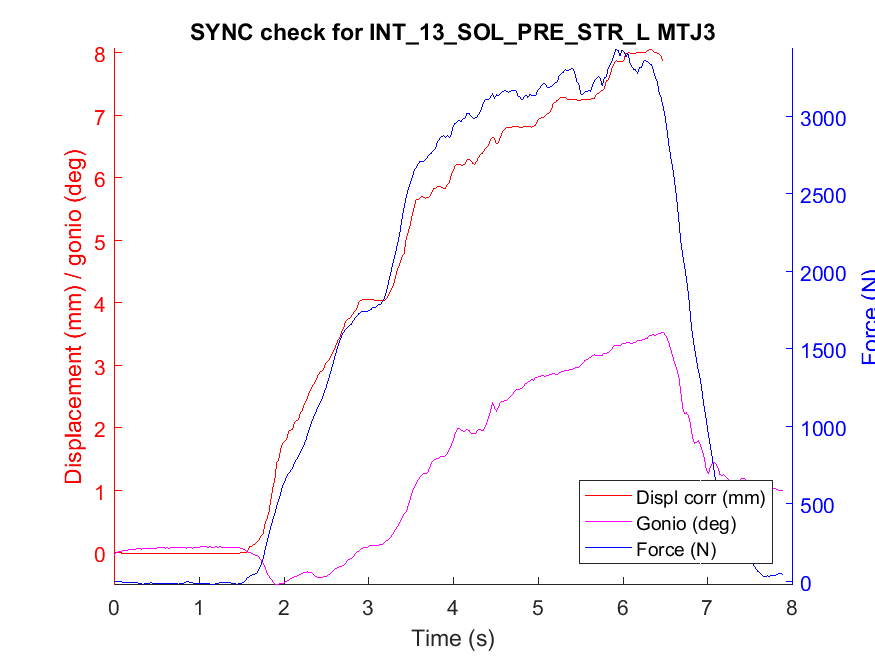 SYNC check for INT_13_SOL_PRE_STR_L MTJ3
Displacement (mm) / gonio (deg)
8
7
6
5
4
3
2
1
0
3000
2500
2000
1500
1000
500
0
Force (N)
Displ corr (mm)
Gonio (deg)
Force (N)
0 1 2 3 4 5 6 7 8
Time (s)